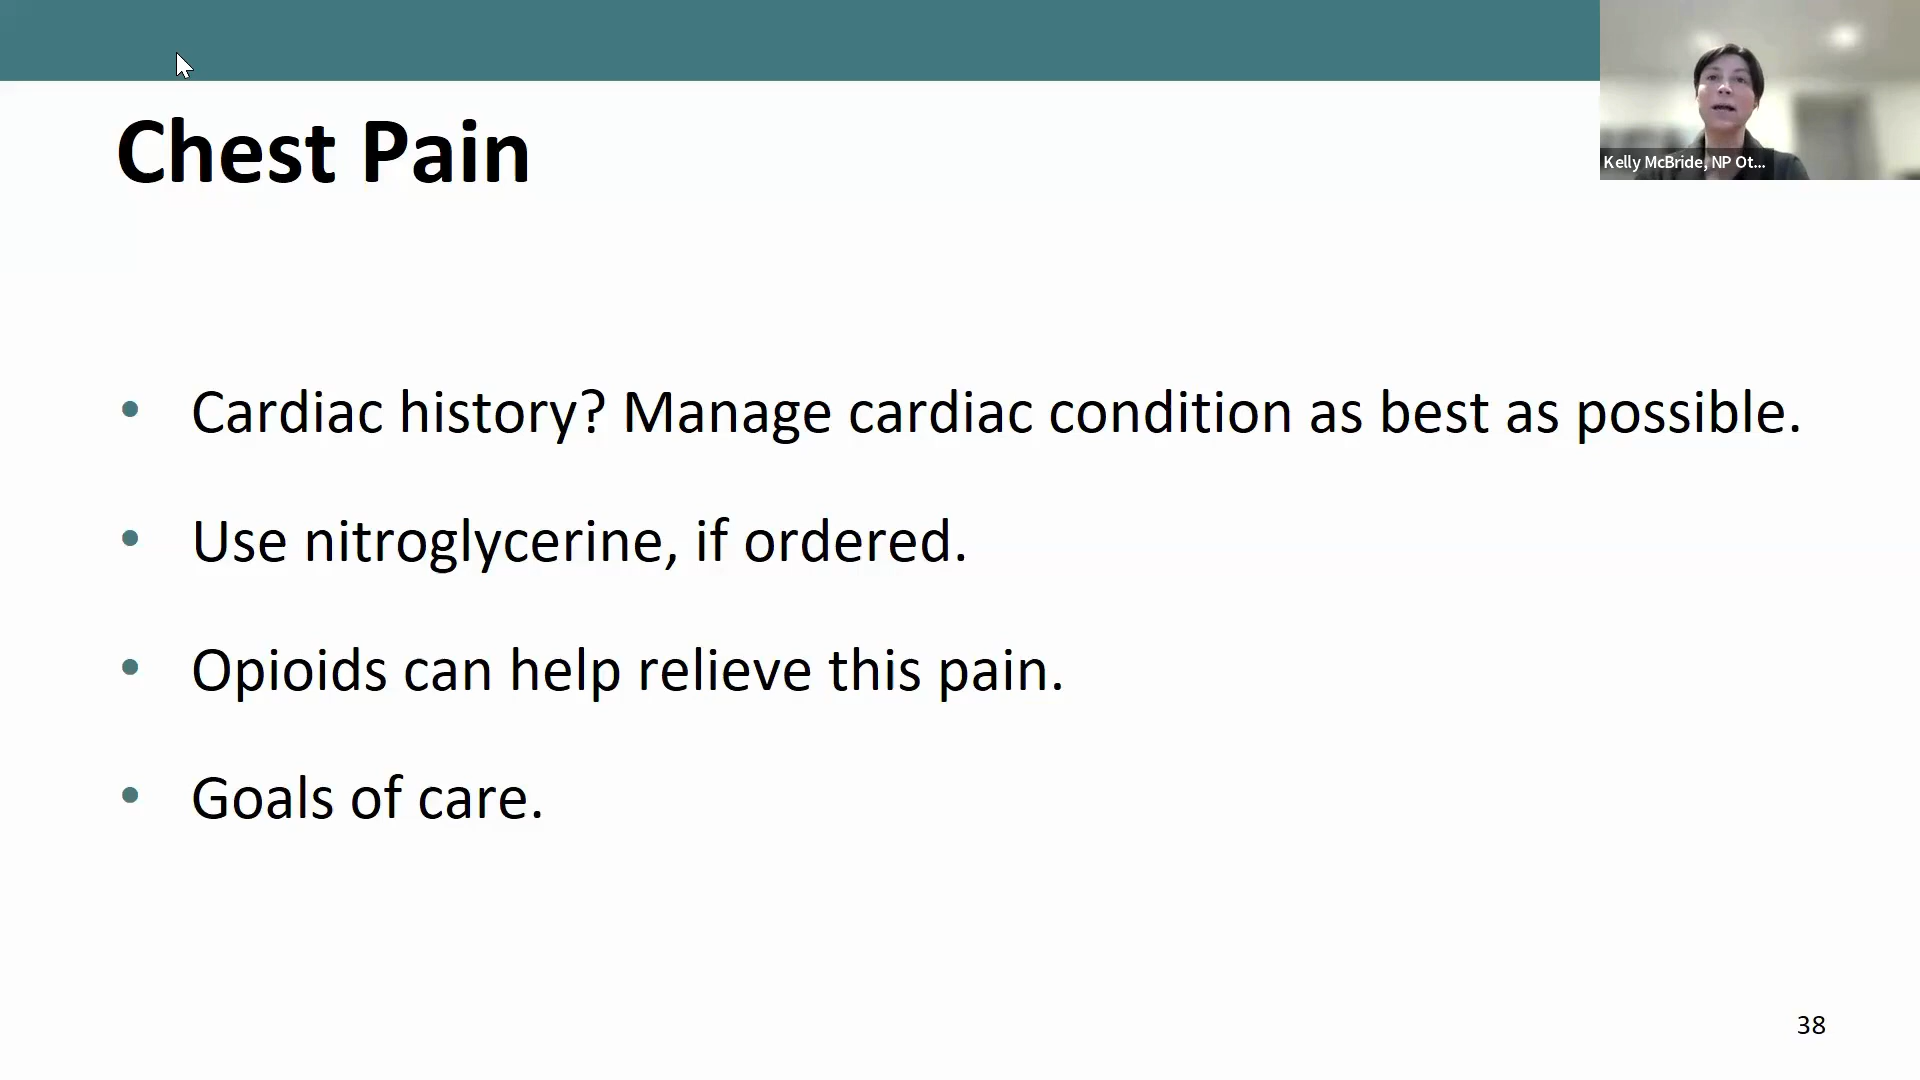 Kelly McBride, NP Ot...
Chest Pain
• Cardiac history? Manage cardiac condition as best as possible.
• Use nitroglycerine, if ordered.
• Opioids can help relieve this pain.
• Goals of care.
38